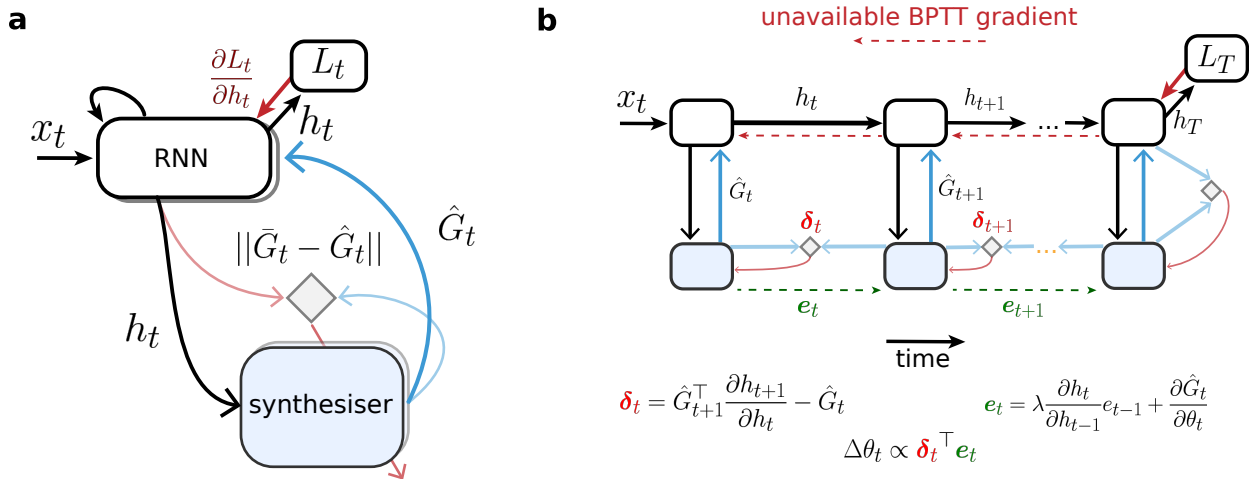 a
∂L_t/∂h_t
L_t
x_t
RNN
h_t
||Ḡ_t − Ĝ_t||
Ĝ_t
h_t
synthesiser
b
unavailable BPTT gradient
L_T
x_t
h_t
h_{t+1}
...
h_T
Ĝ_t
Ĝ_{t+1}
δ_t
δ_{t+1}
...
e_t
e_{t+1}
time
δ_t = Ĝ_{t+1}^⊤ ∂h_{t+1}/∂h_t − Ĝ_t
e_t = λ ∂h_t/∂h_{t−1} e_{t−1} + ∂Ĝ_t/∂θ_t
Δθ_t ∝ δ_t^⊤ e_t